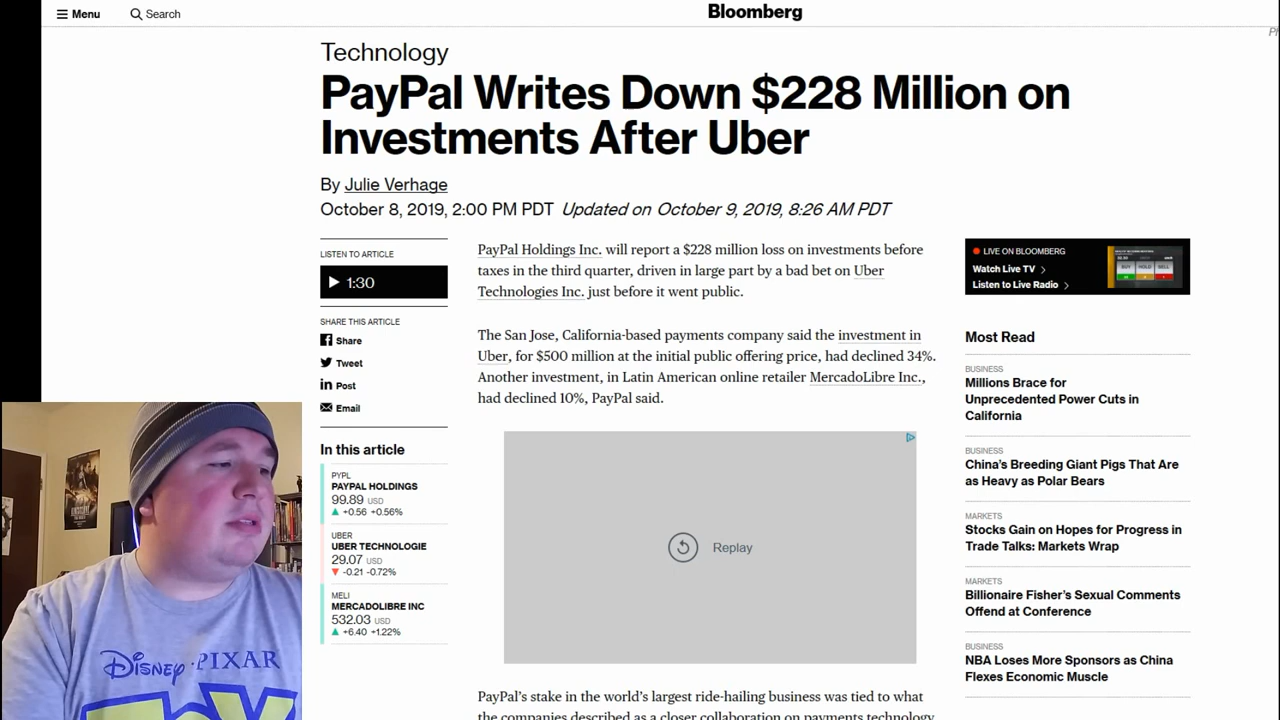 Menu
Search
Bloomberg
Technology
PayPal Writes Down $228 Million on
Investments After Uber
By Julie Verhage
October 8, 2019, 2:00 PM PDT Updated on October 9, 2019, 8:26 AM PDT
LISTEN TO ARTICLE
1:30
SHARE THIS ARTICLE
Share
Tweet
Post
Email
In this article
PYPL
PAYPAL HOLDINGS
99.89 USD
▲ +0.56 +0.56%
UBER
UBER TECHNOLOGIE
29.07 USD
▼ -0.21 -0.72%
MELI
MERCADOLIBRE INC
532.03 USD
▲ +6.40 +1.22%
PayPal Holdings Inc. will report a $228 million loss on investments before
taxes in the third quarter, driven in large part by a bad bet on Uber
Technologies Inc. just before it went public.
The San Jose, California-based payments company said the investment in
Uber, for $500 million at the initial public offering price, had declined 34%.
Another investment, in Latin American online retailer MercadoLibre Inc.,
had declined 10%, PayPal said.
Replay
PayPal's stake in the world's largest ride-hailing business was tied to what
the companies described as a closer collaboration on payments technology
LIVE ON BLOOMBERG
Watch Live TV
Listen to Live Radio
BUY HOLD SELL
Most Read
BUSINESS
Millions Brace for
Unprecedented Power Cuts in
California
BUSINESS
China's Breeding Giant Pigs That Are
as Heavy as Polar Bears
MARKETS
Stocks Gain on Hopes for Progress in
Trade Talks: Markets Wrap
MARKETS
Billionaire Fisher's Sexual Comments
Offend at Conference
BUSINESS
NBA Loses More Sponsors as China
Flexes Economic Muscle
DISNEY · PIXAR